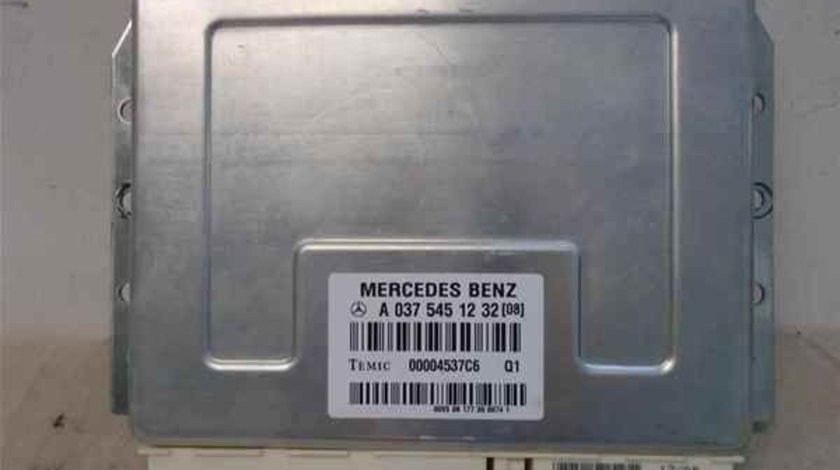 MERCEDES BENZ
A 037 545 12 32 [08]
TEMIC 00004537C6 Q1